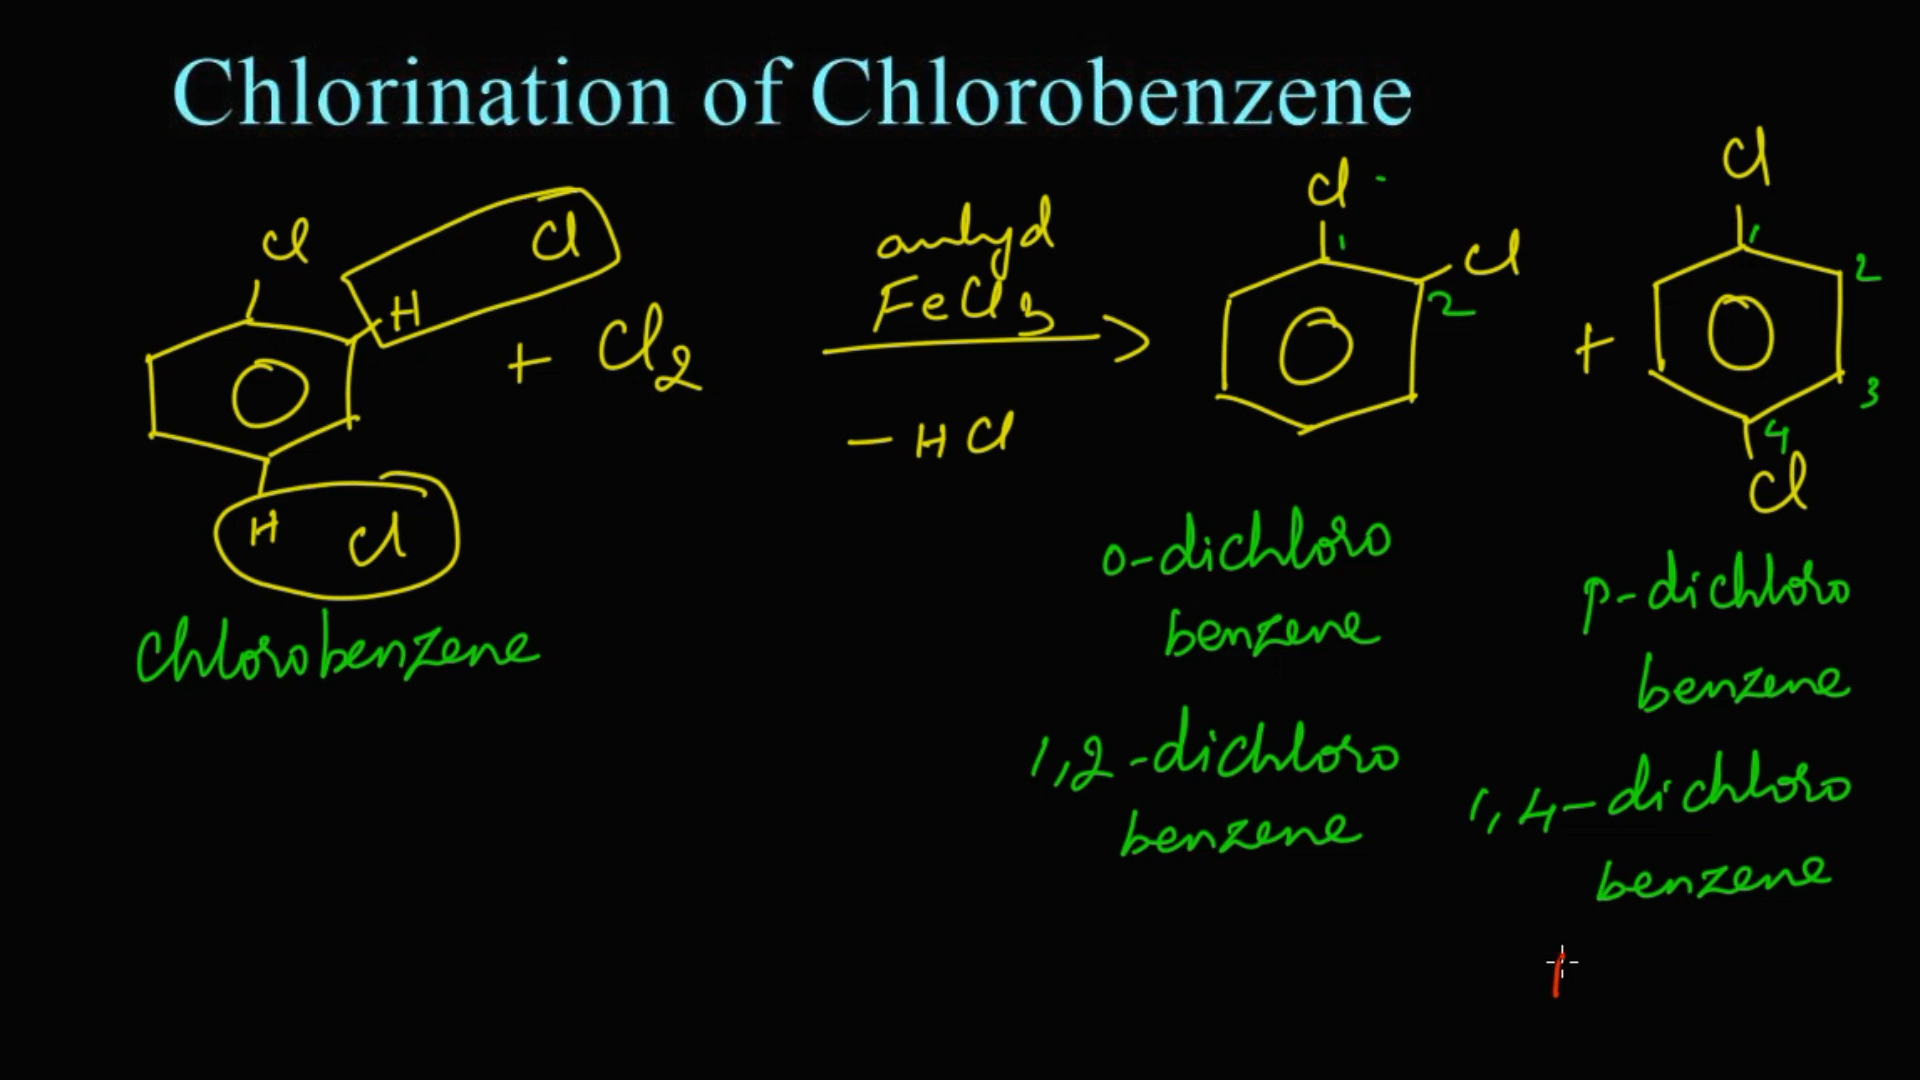 Chlorination of Chlorobenzene
Cl
H Cl
H Cl
+ Cl2
anhyd
FeCl3
- HCl
Cl
1
Cl
2
+
Cl
1
2
3
4
Cl
Chlorobenzene
o-dichloro
benzene
1,2-dichloro
benzene
p-dichloro
benzene
1,4-dichloro
benzene